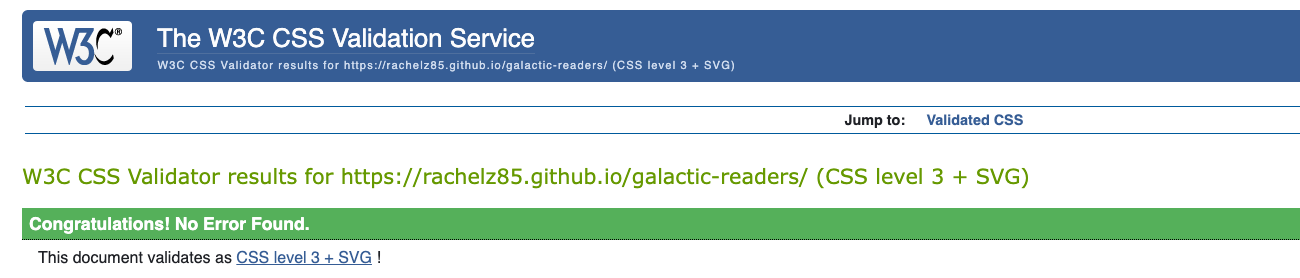 W3C®
The W3C CSS Validation Service
W3C CSS Validator results for https://rachelz85.github.io/galactic-readers/ (CSS level 3 + SVG)
Jump to: Validated CSS
W3C CSS Validator results for https://rachelz85.github.io/galactic-readers/ (CSS level 3 + SVG)
Congratulations! No Error Found.
This document validates as CSS level 3 + SVG !